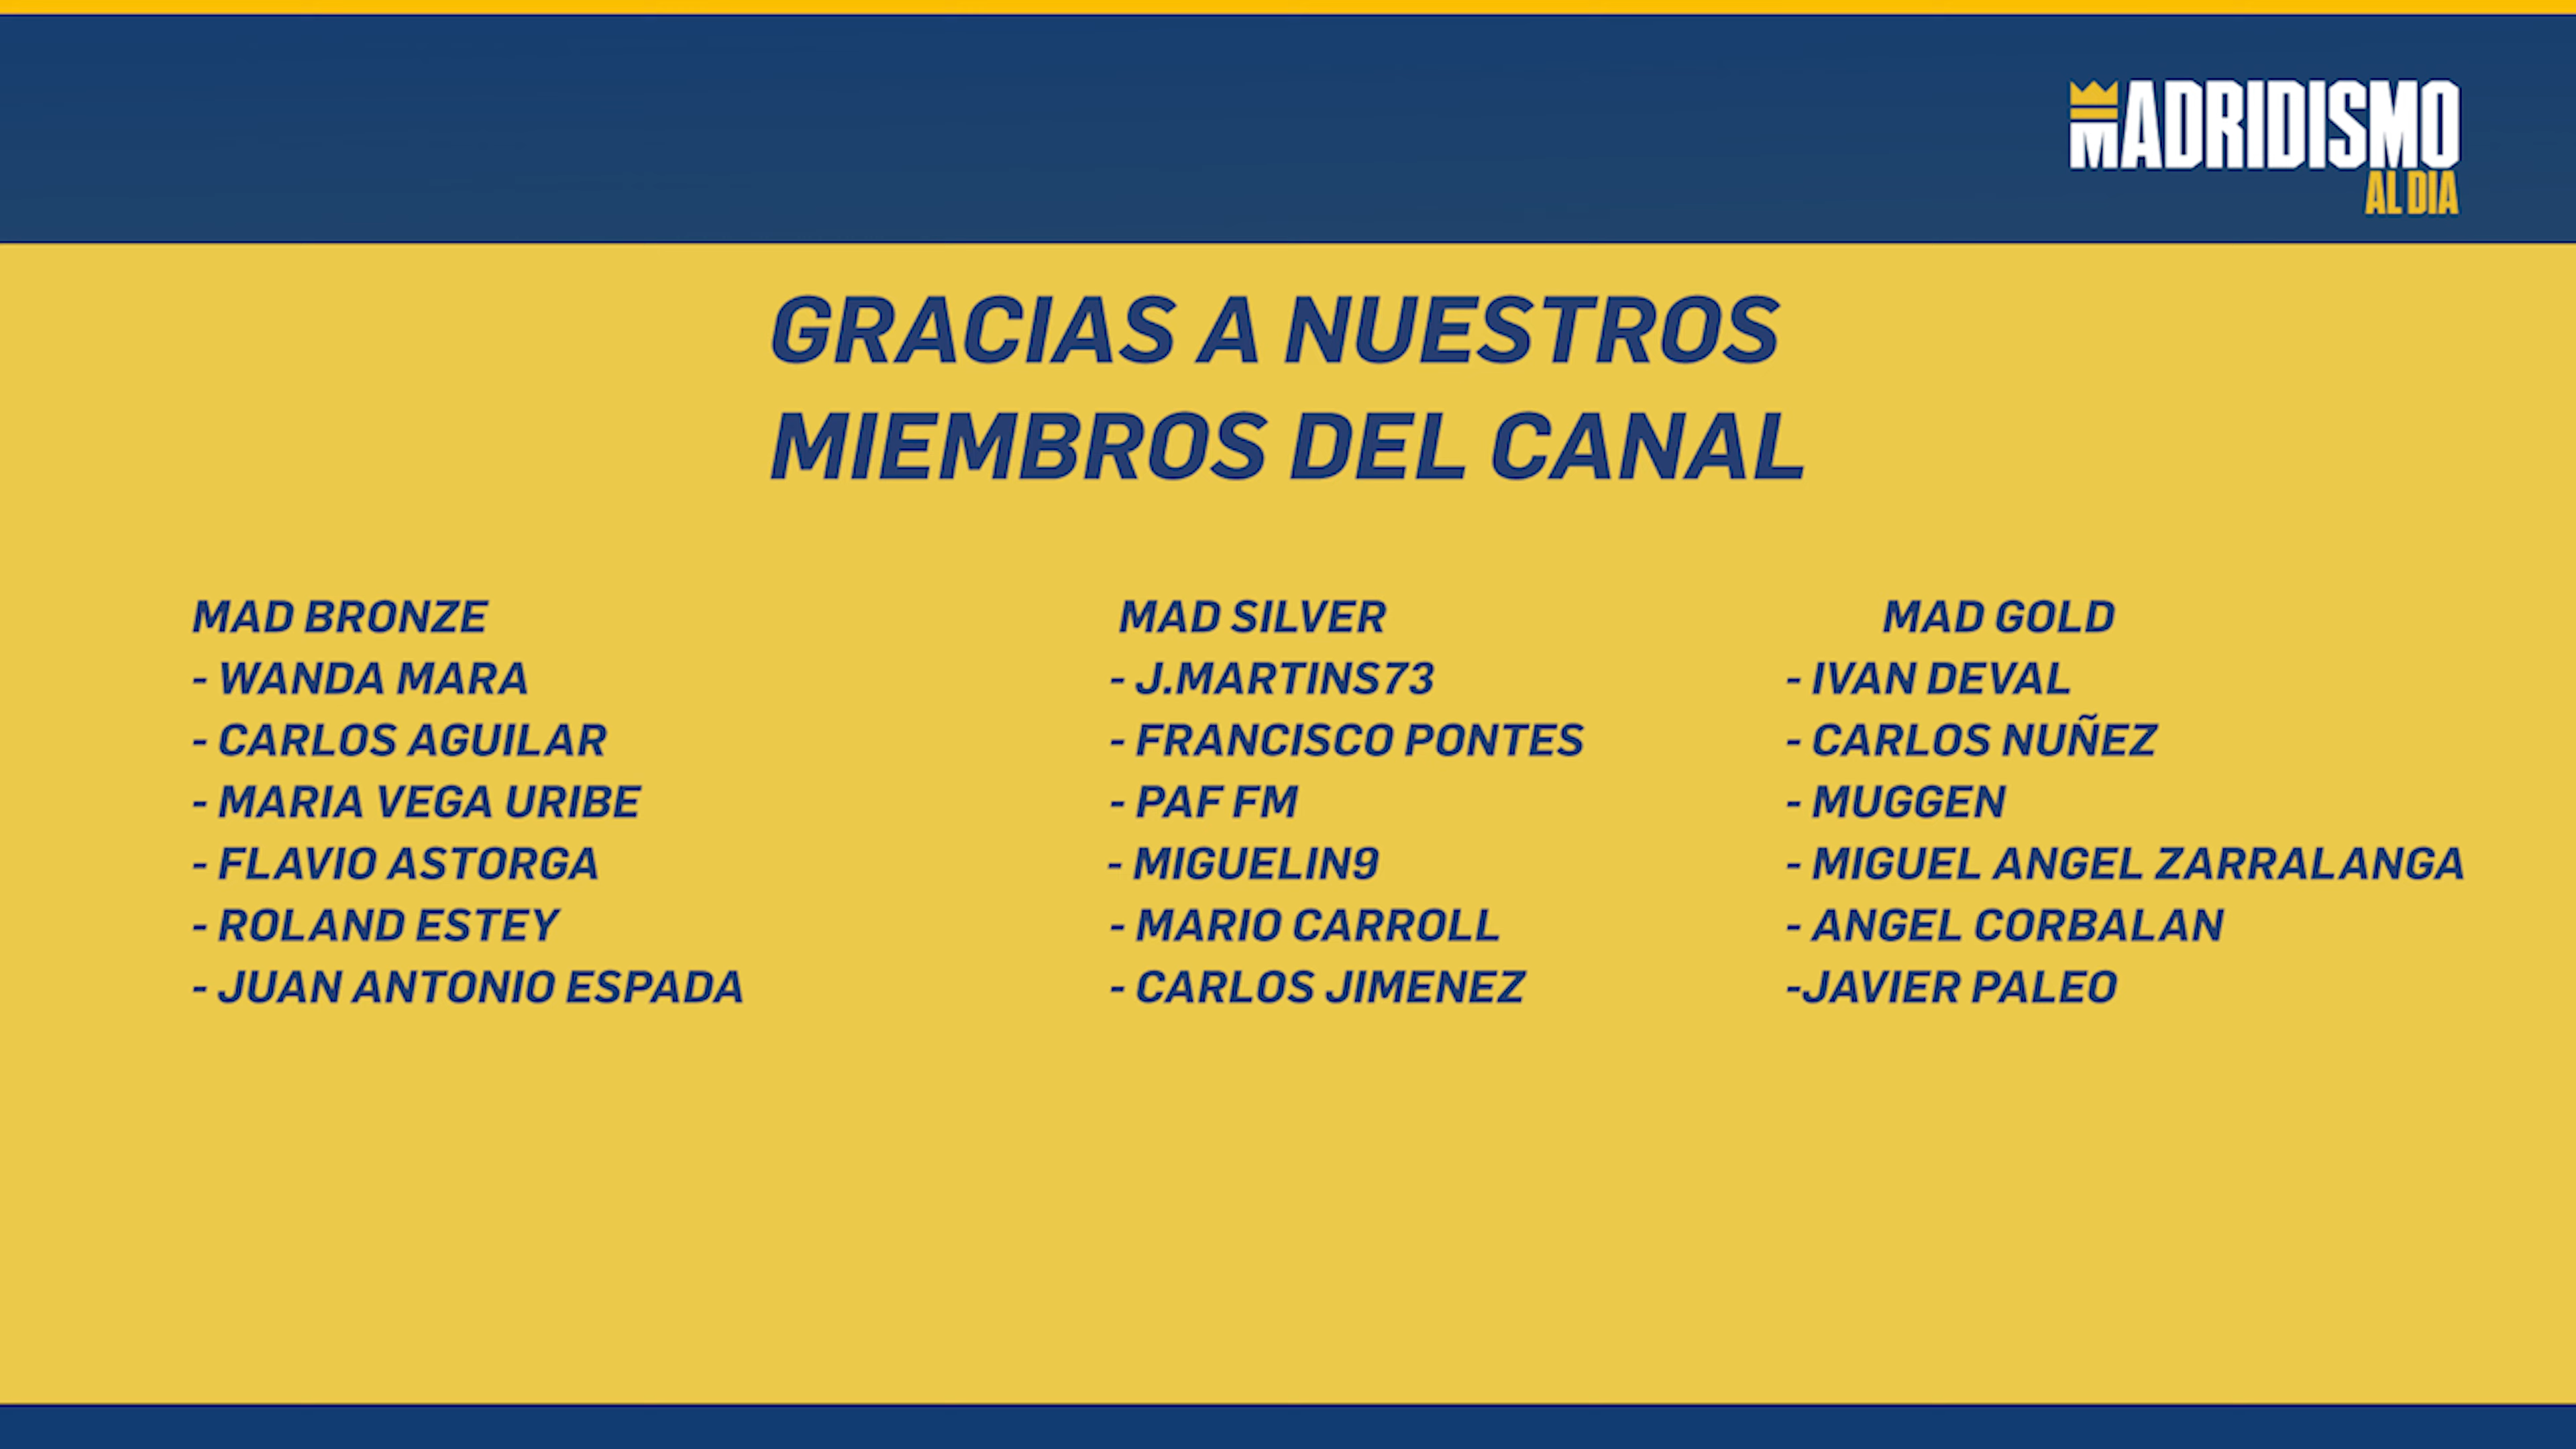 MADRIDISMO
AL DIA
GRACIAS A NUESTROS
MIEMBROS DEL CANAL
MAD BRONZE
- WANDA MARA
- CARLOS AGUILAR
- MARIA VEGA URIBE
- FLAVIO ASTORGA
- ROLAND ESTEY
- JUAN ANTONIO ESPADA
MAD SILVER
- J.MARTINS73
- FRANCISCO PONTES
- PAF FM
- MIGUELIN9
- MARIO CARROLL
- CARLOS JIMENEZ
MAD GOLD
- IVAN DEVAL
- CARLOS NUÑEZ
- MUGGEN
- MIGUEL ANGEL ZARRALANGA
- ANGEL CORBALAN
-JAVIER PALEO